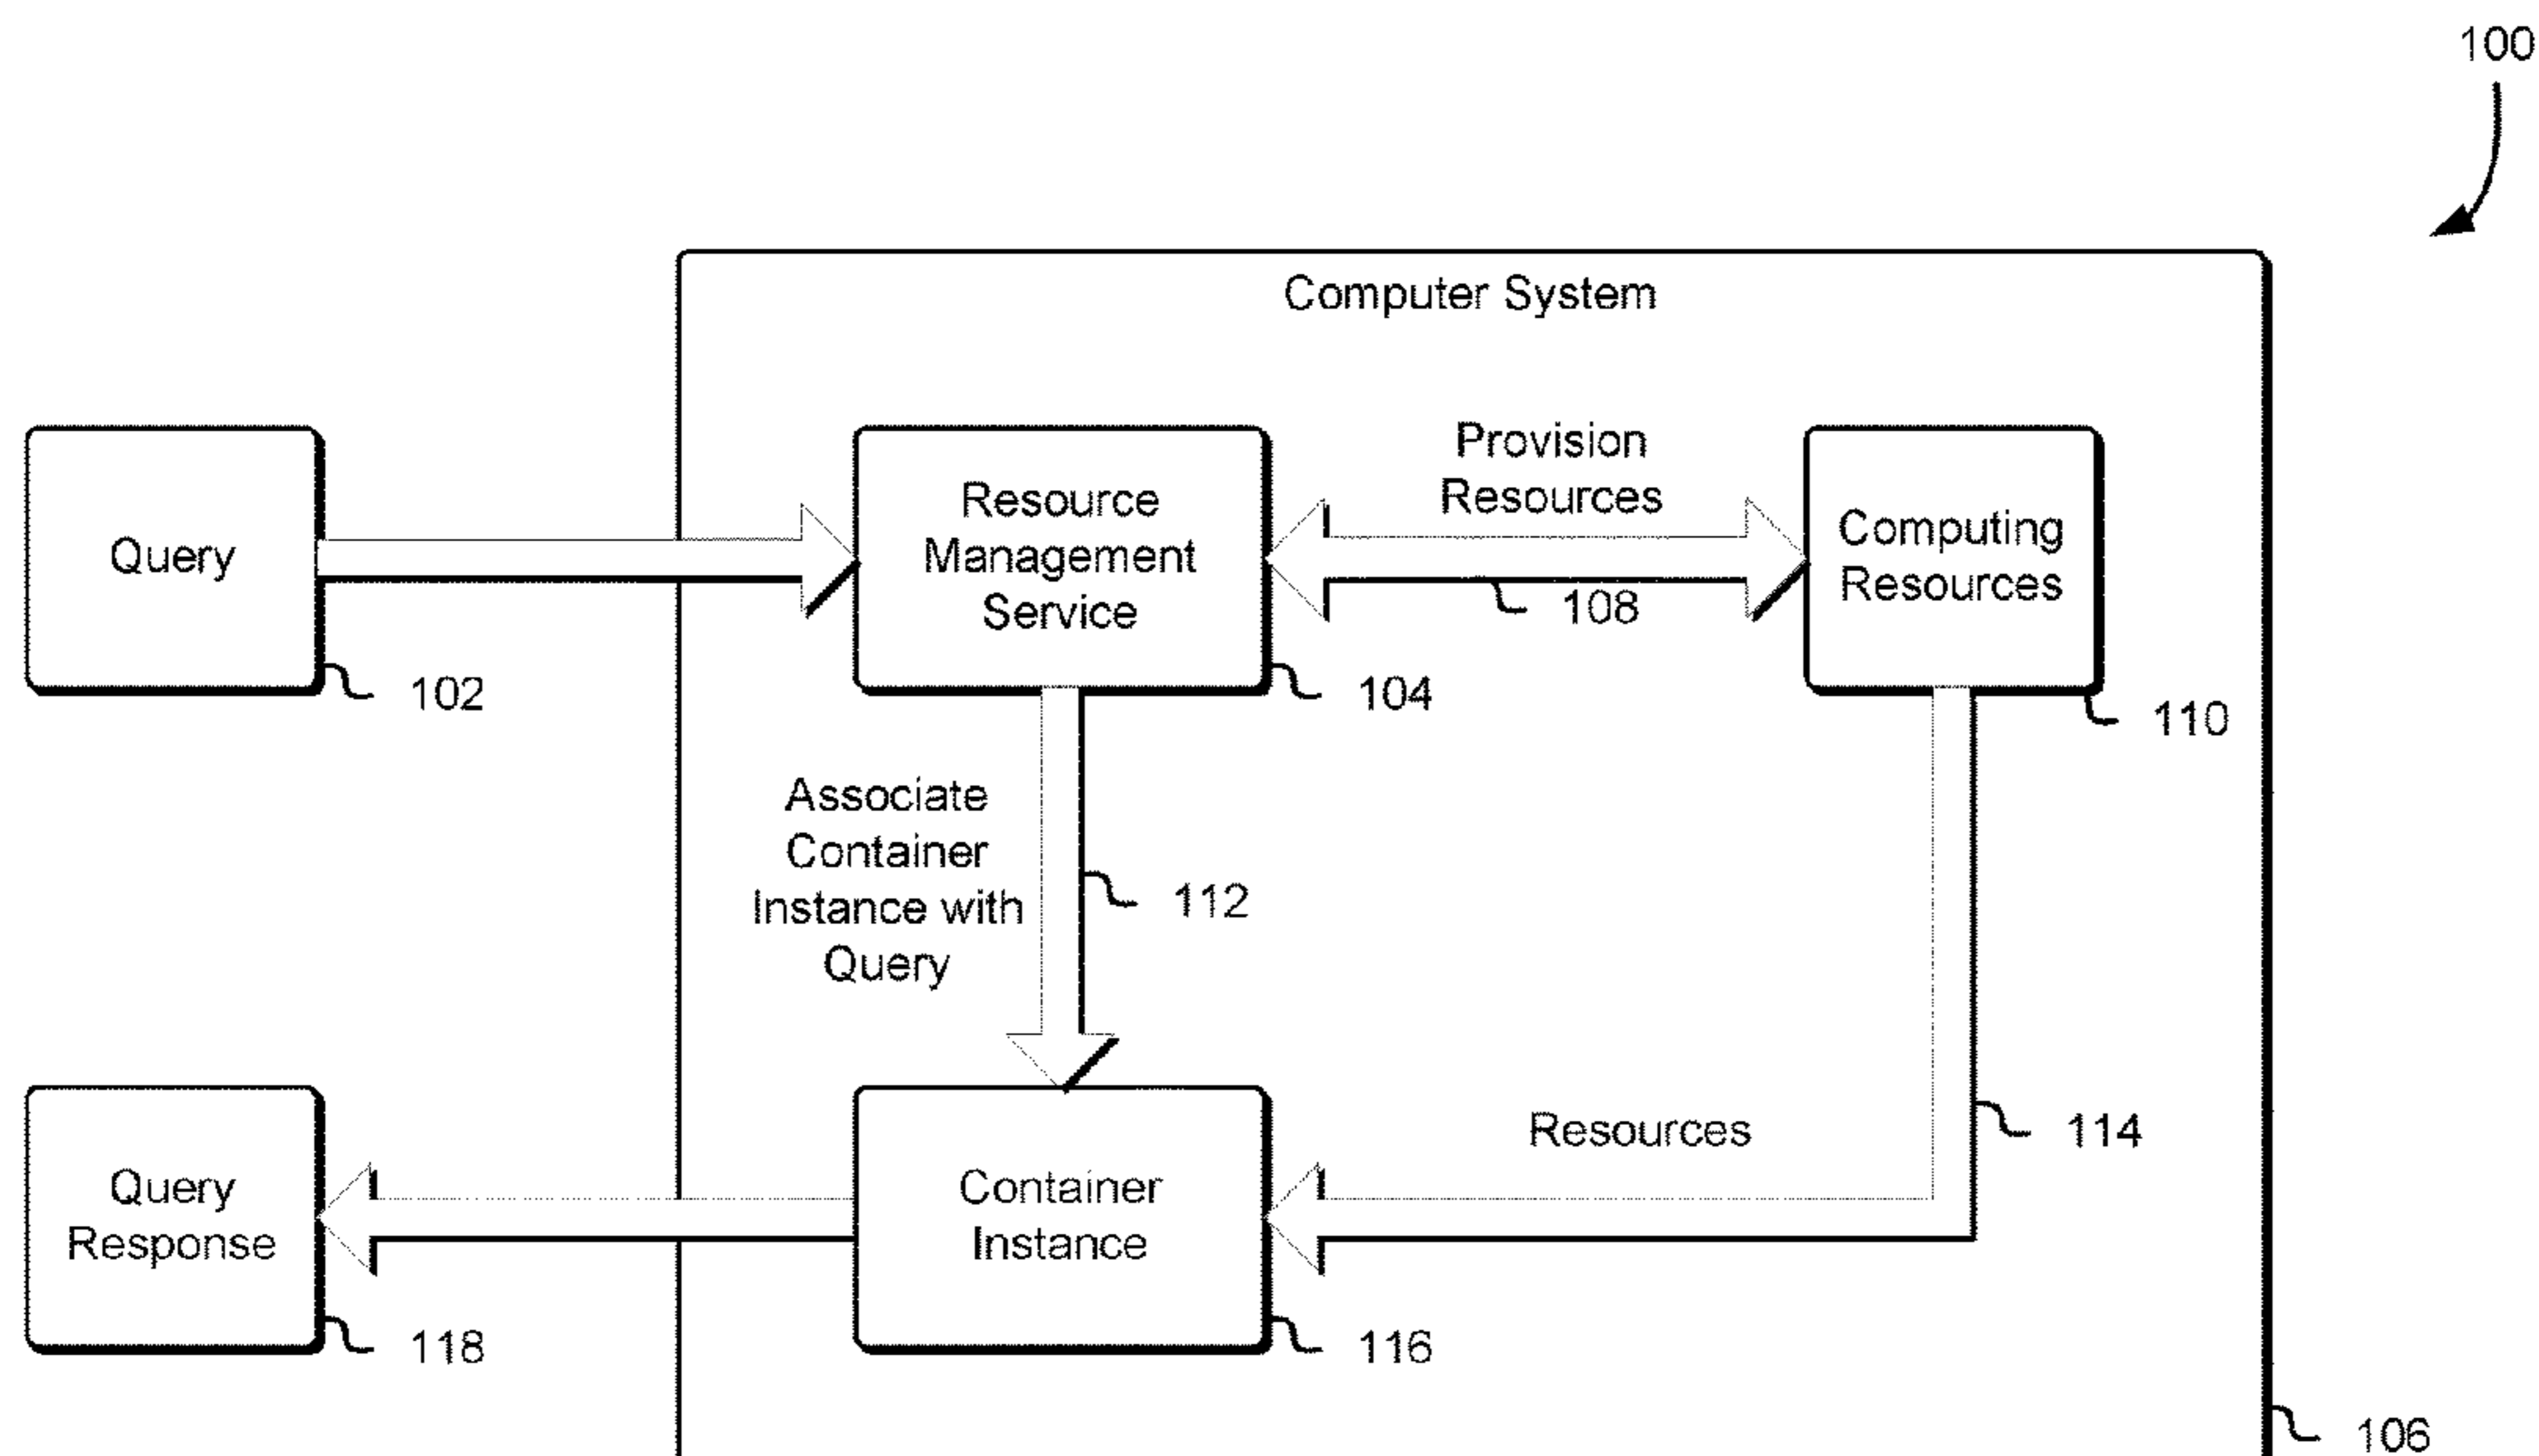 100
Computer System
Query
102
Resource
Management
Service
104
Provision
Resources
108
Computing
Resources
110
Associate
Container
Instance with
Query
112
Resources
114
Query
Response
118
Container
Instance
116
106